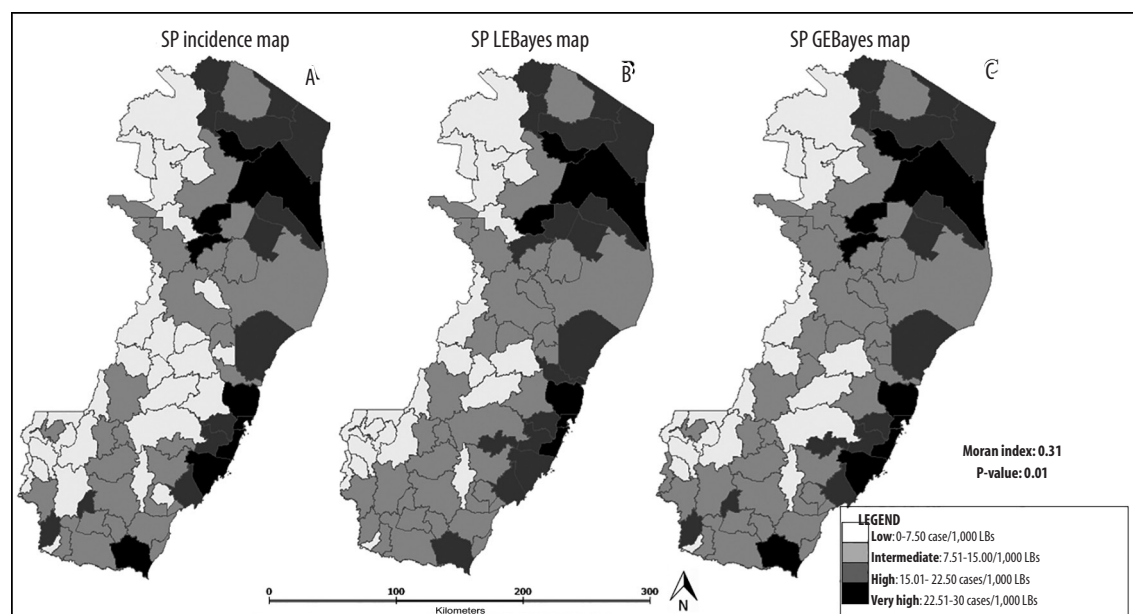 SP incidence map
SP LEBayes map
SP GEBayes map
A
B
C
Moran index: 0.31
P-value: 0.01
LEGEND
Low: 0-7.50 case/1,000 LBs
Intermediate: 7.51-15.00/1,000 LBs
High: 15.01- 22.50 cases/1,000 LBs
Very high: 22.51-30 cases/1,000 LBs
0 100 200 300
Kilometers
N